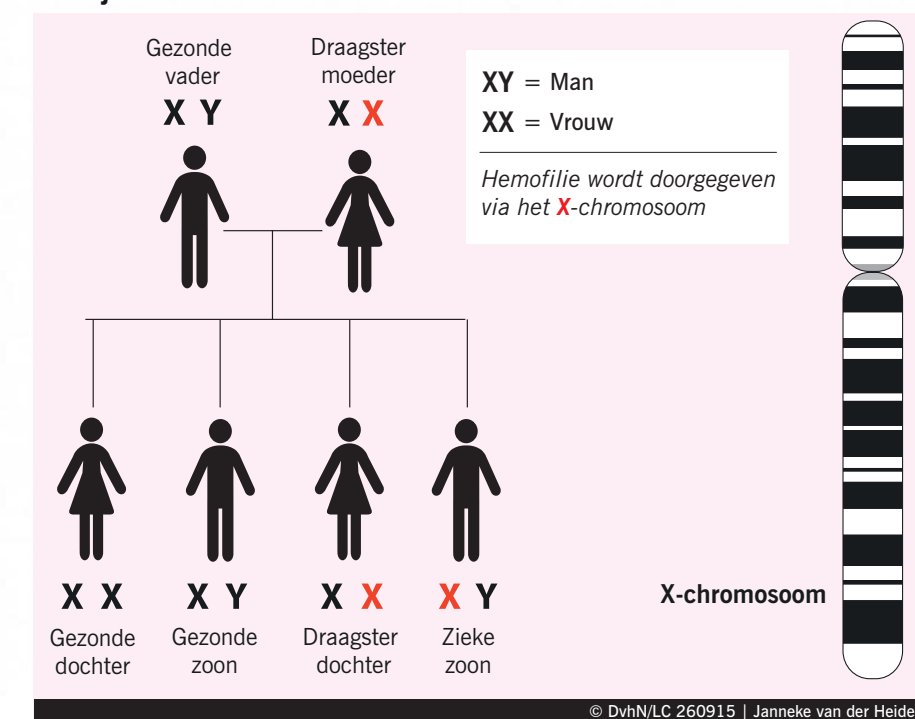 Gezonde
vader
X Y
Draagster
moeder
X X
XY = Man
XX = Vrouw
Hemofilie wordt doorgegeven
via het X-chromosoom
X X
Gezonde
dochter
X Y
Gezonde
zoon
X X
Draagster
dochter
X Y
Zieke
zoon
X-chromosoom
© DvhN/LC 260915 | Janneke van der Heide